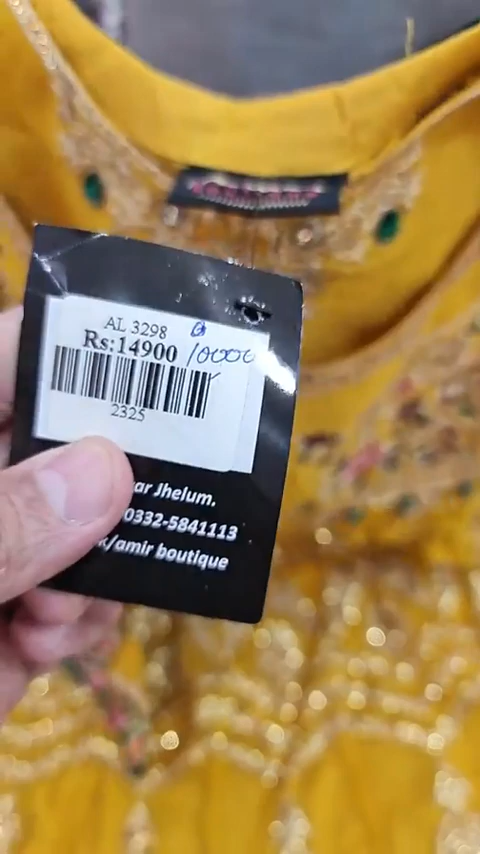 AL 3298
Rs:14900 10000
2325
ar Jhelum.
0332-5841113
k/amir boutique